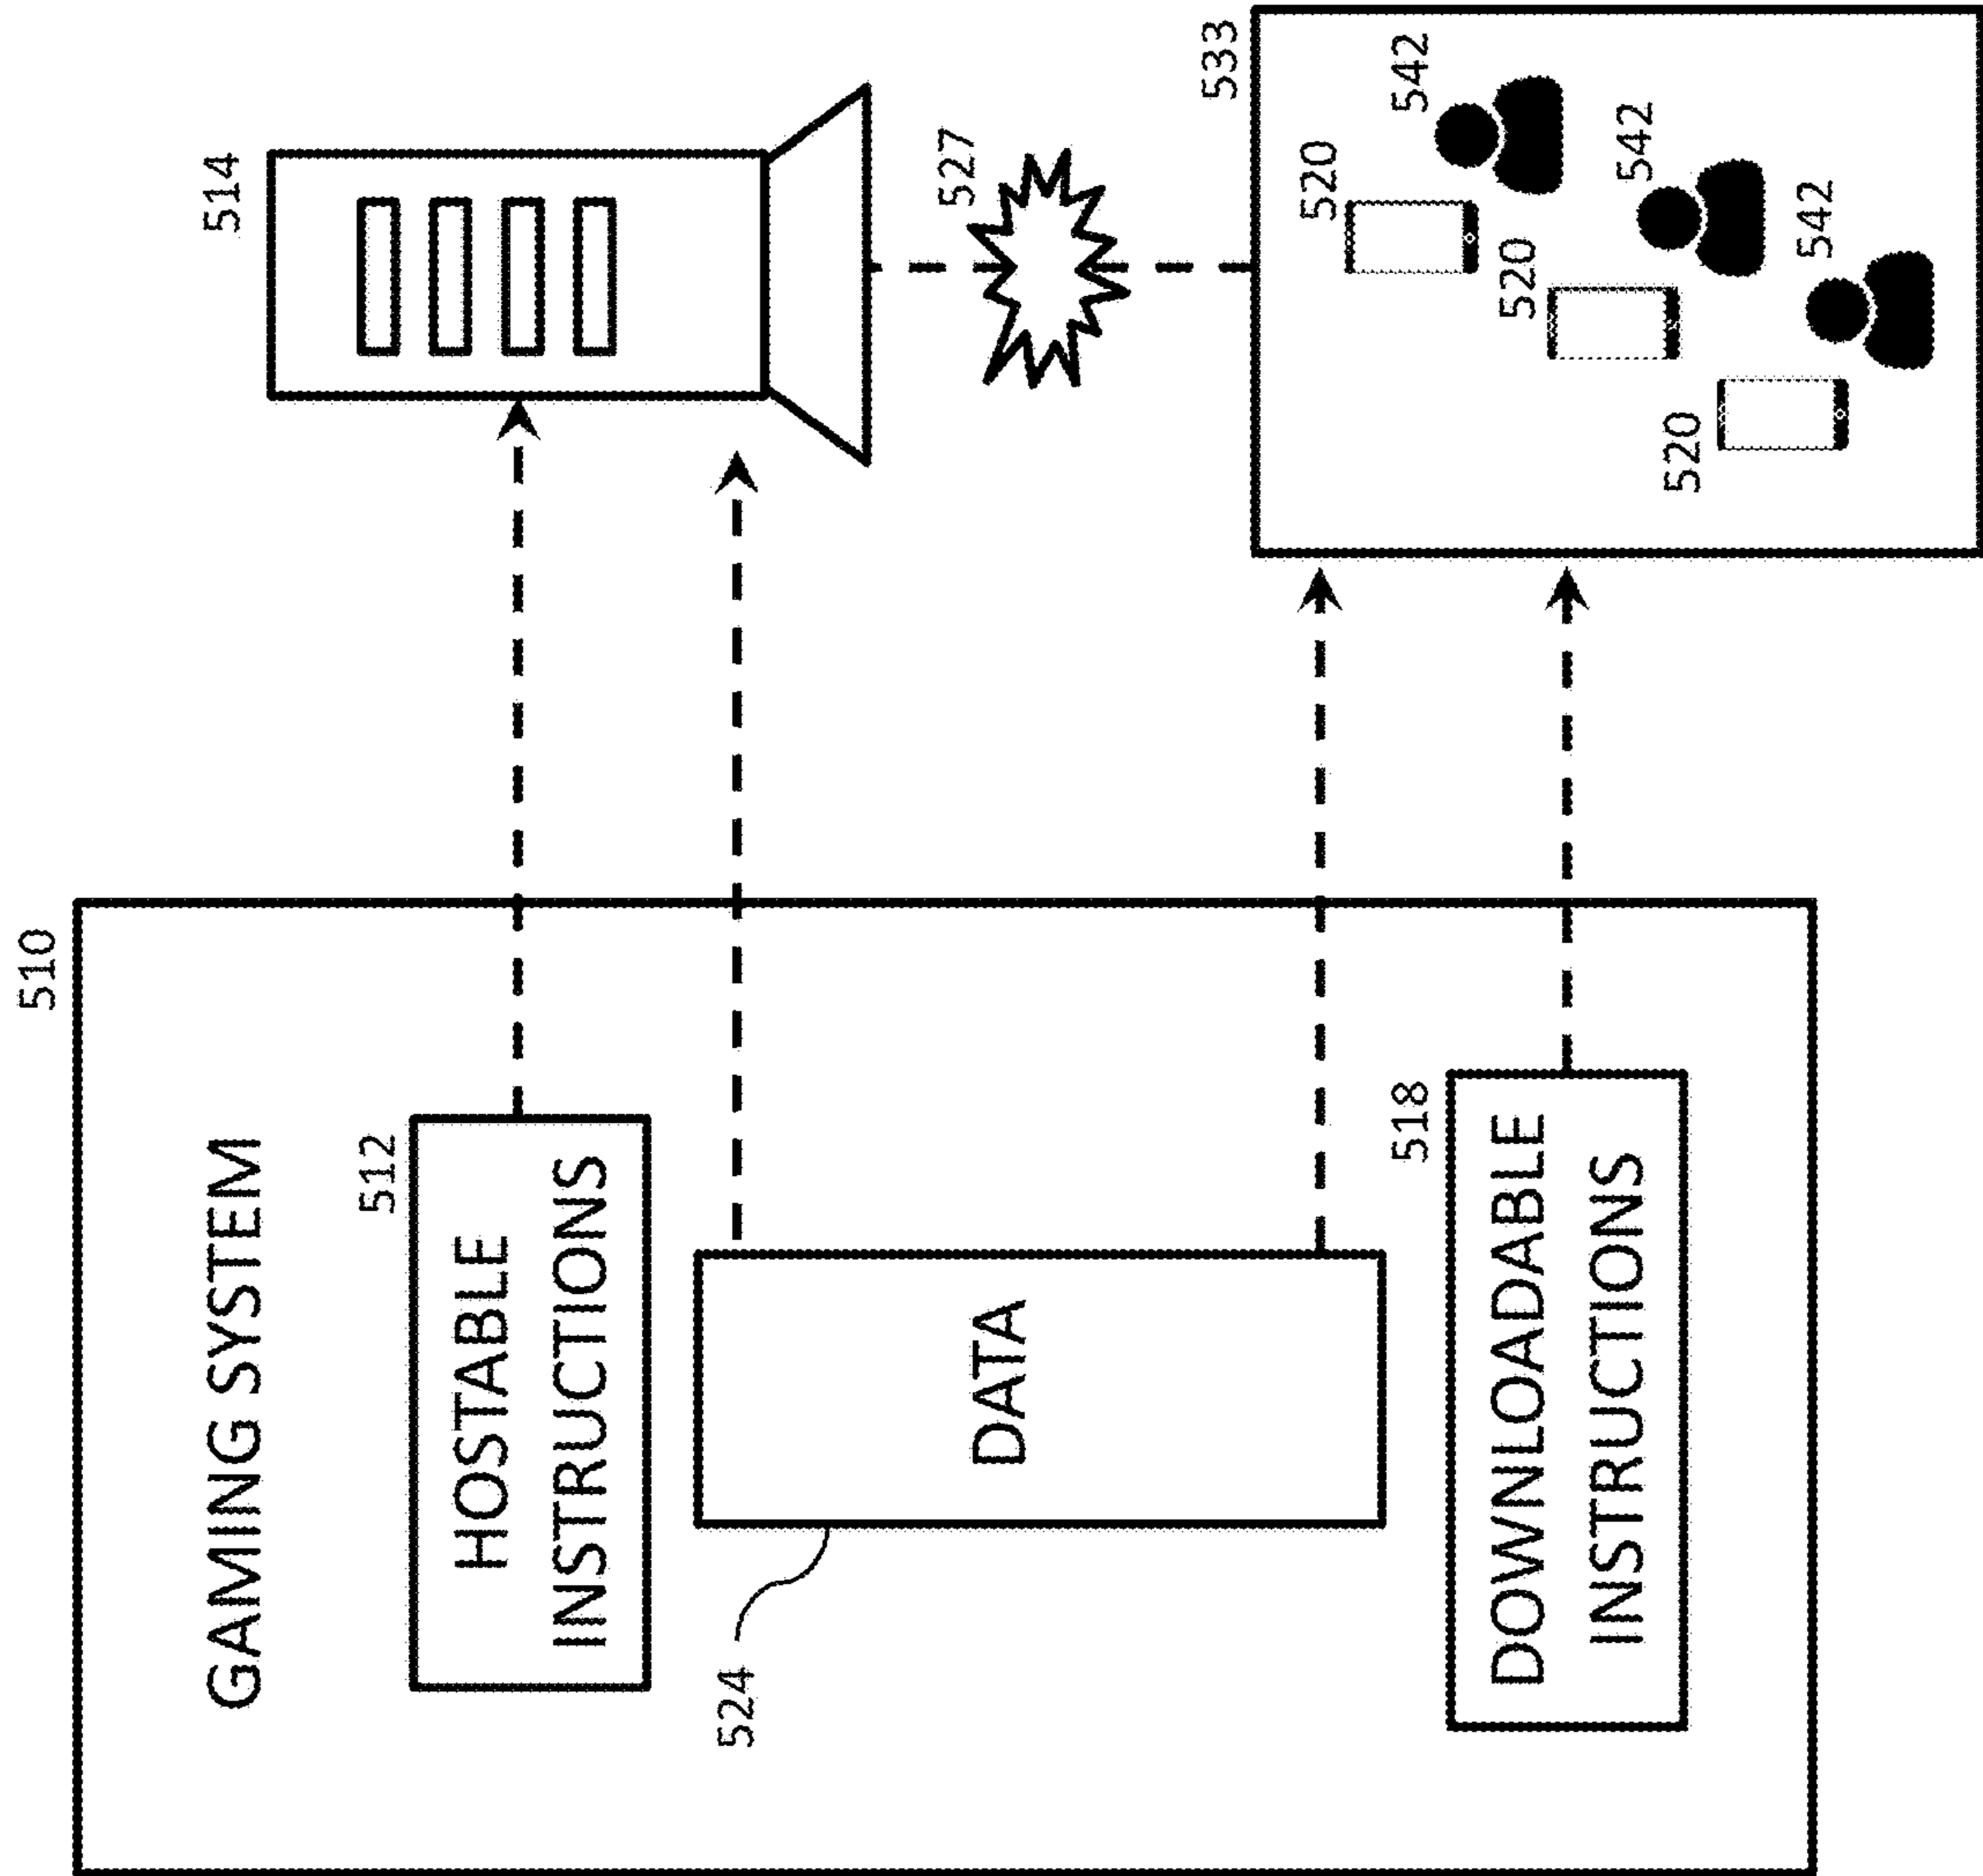 510
GAMING SYSTEM
512
HOSTABLE
INSTRUCTIONS
524
DATA
518
DOWNLOADABLE
INSTRUCTIONS
514
527
533
520
542
520
542
520
542